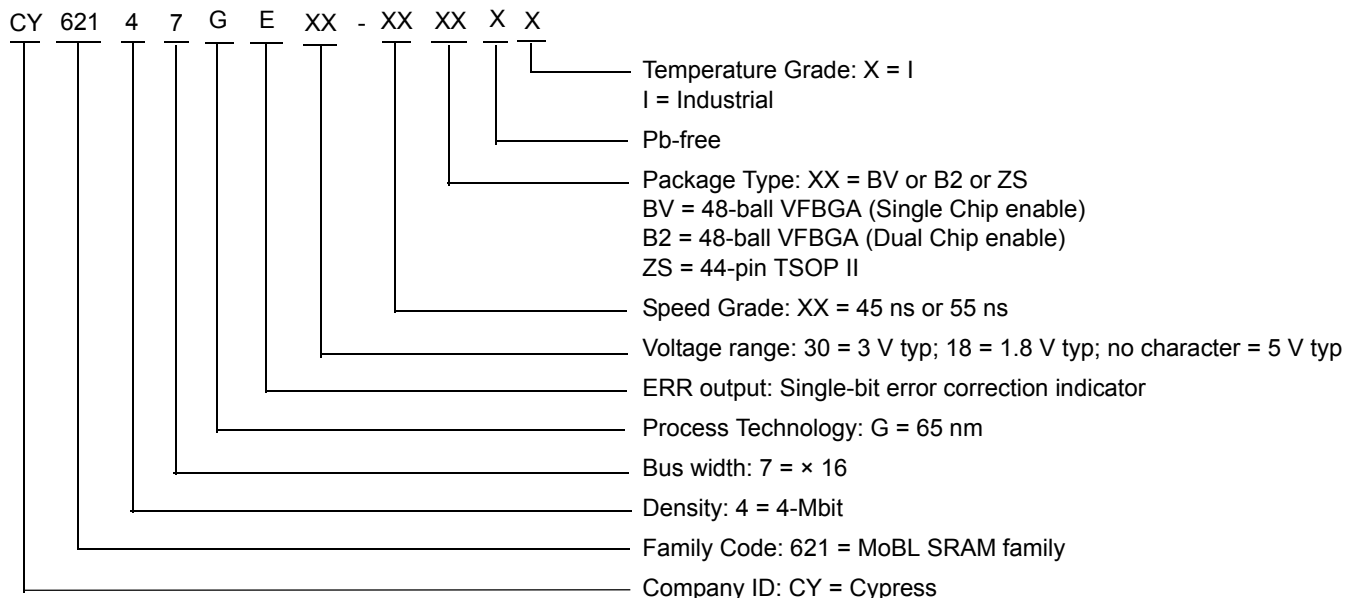 CY 621 4 7 G E XX - XX XX X X
Temperature Grade: X = I
I = Industrial
Pb-free
Package Type: XX = BV or B2 or ZS
BV = 48-ball VFBGA (Single Chip enable)
B2 = 48-ball VFBGA (Dual Chip enable)
ZS = 44-pin TSOP II
Speed Grade: XX = 45 ns or 55 ns
Voltage range: 30 = 3 V typ; 18 = 1.8 V typ; no character = 5 V typ
ERR output: Single-bit error correction indicator
Process Technology: G = 65 nm
Bus width: 7 = × 16
Density: 4 = 4-Mbit
Family Code: 621 = MoBL SRAM family
Company ID: CY = Cypress